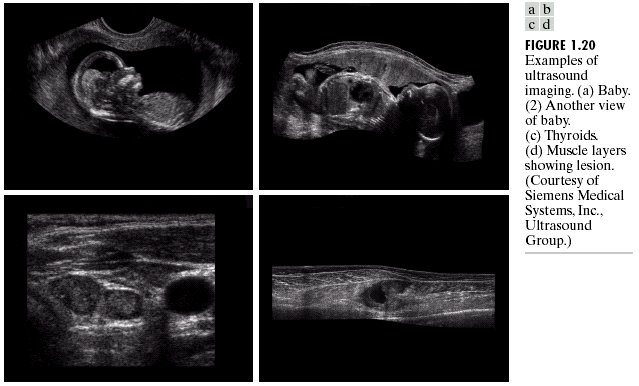 a b
c d
FIGURE 1.20
Examples of
ultrasound
imaging. (a) Baby.
(2) Another view
of baby.
(c) Thyroids.
(d) Muscle layers
showing lesion.
(Courtesy of
Siemens Medical
Systems, Inc.,
Ultrasound
Group.)